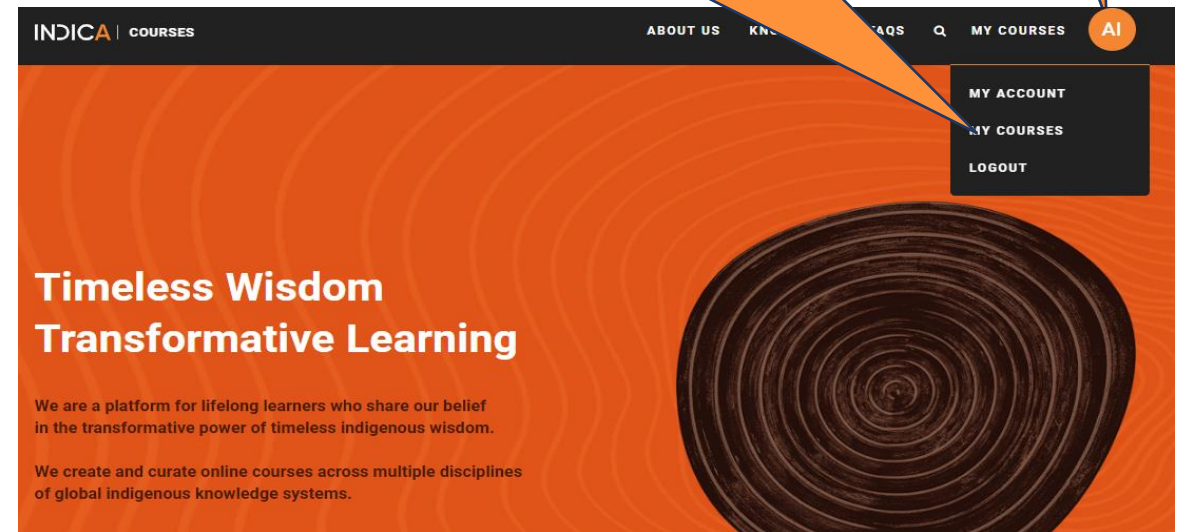 INDICA | COURSES
ABOUT US FAQS MY COURSES AI
MY ACCOUNT
MY COURSES
LOGOUT
Timeless Wisdom
Transformative Learning
We are a platform for lifelong learners who share our belief
in the transformative power of timeless indigenous wisdom.
We create and curate online courses across multiple disciplines
of global indigenous knowledge systems.